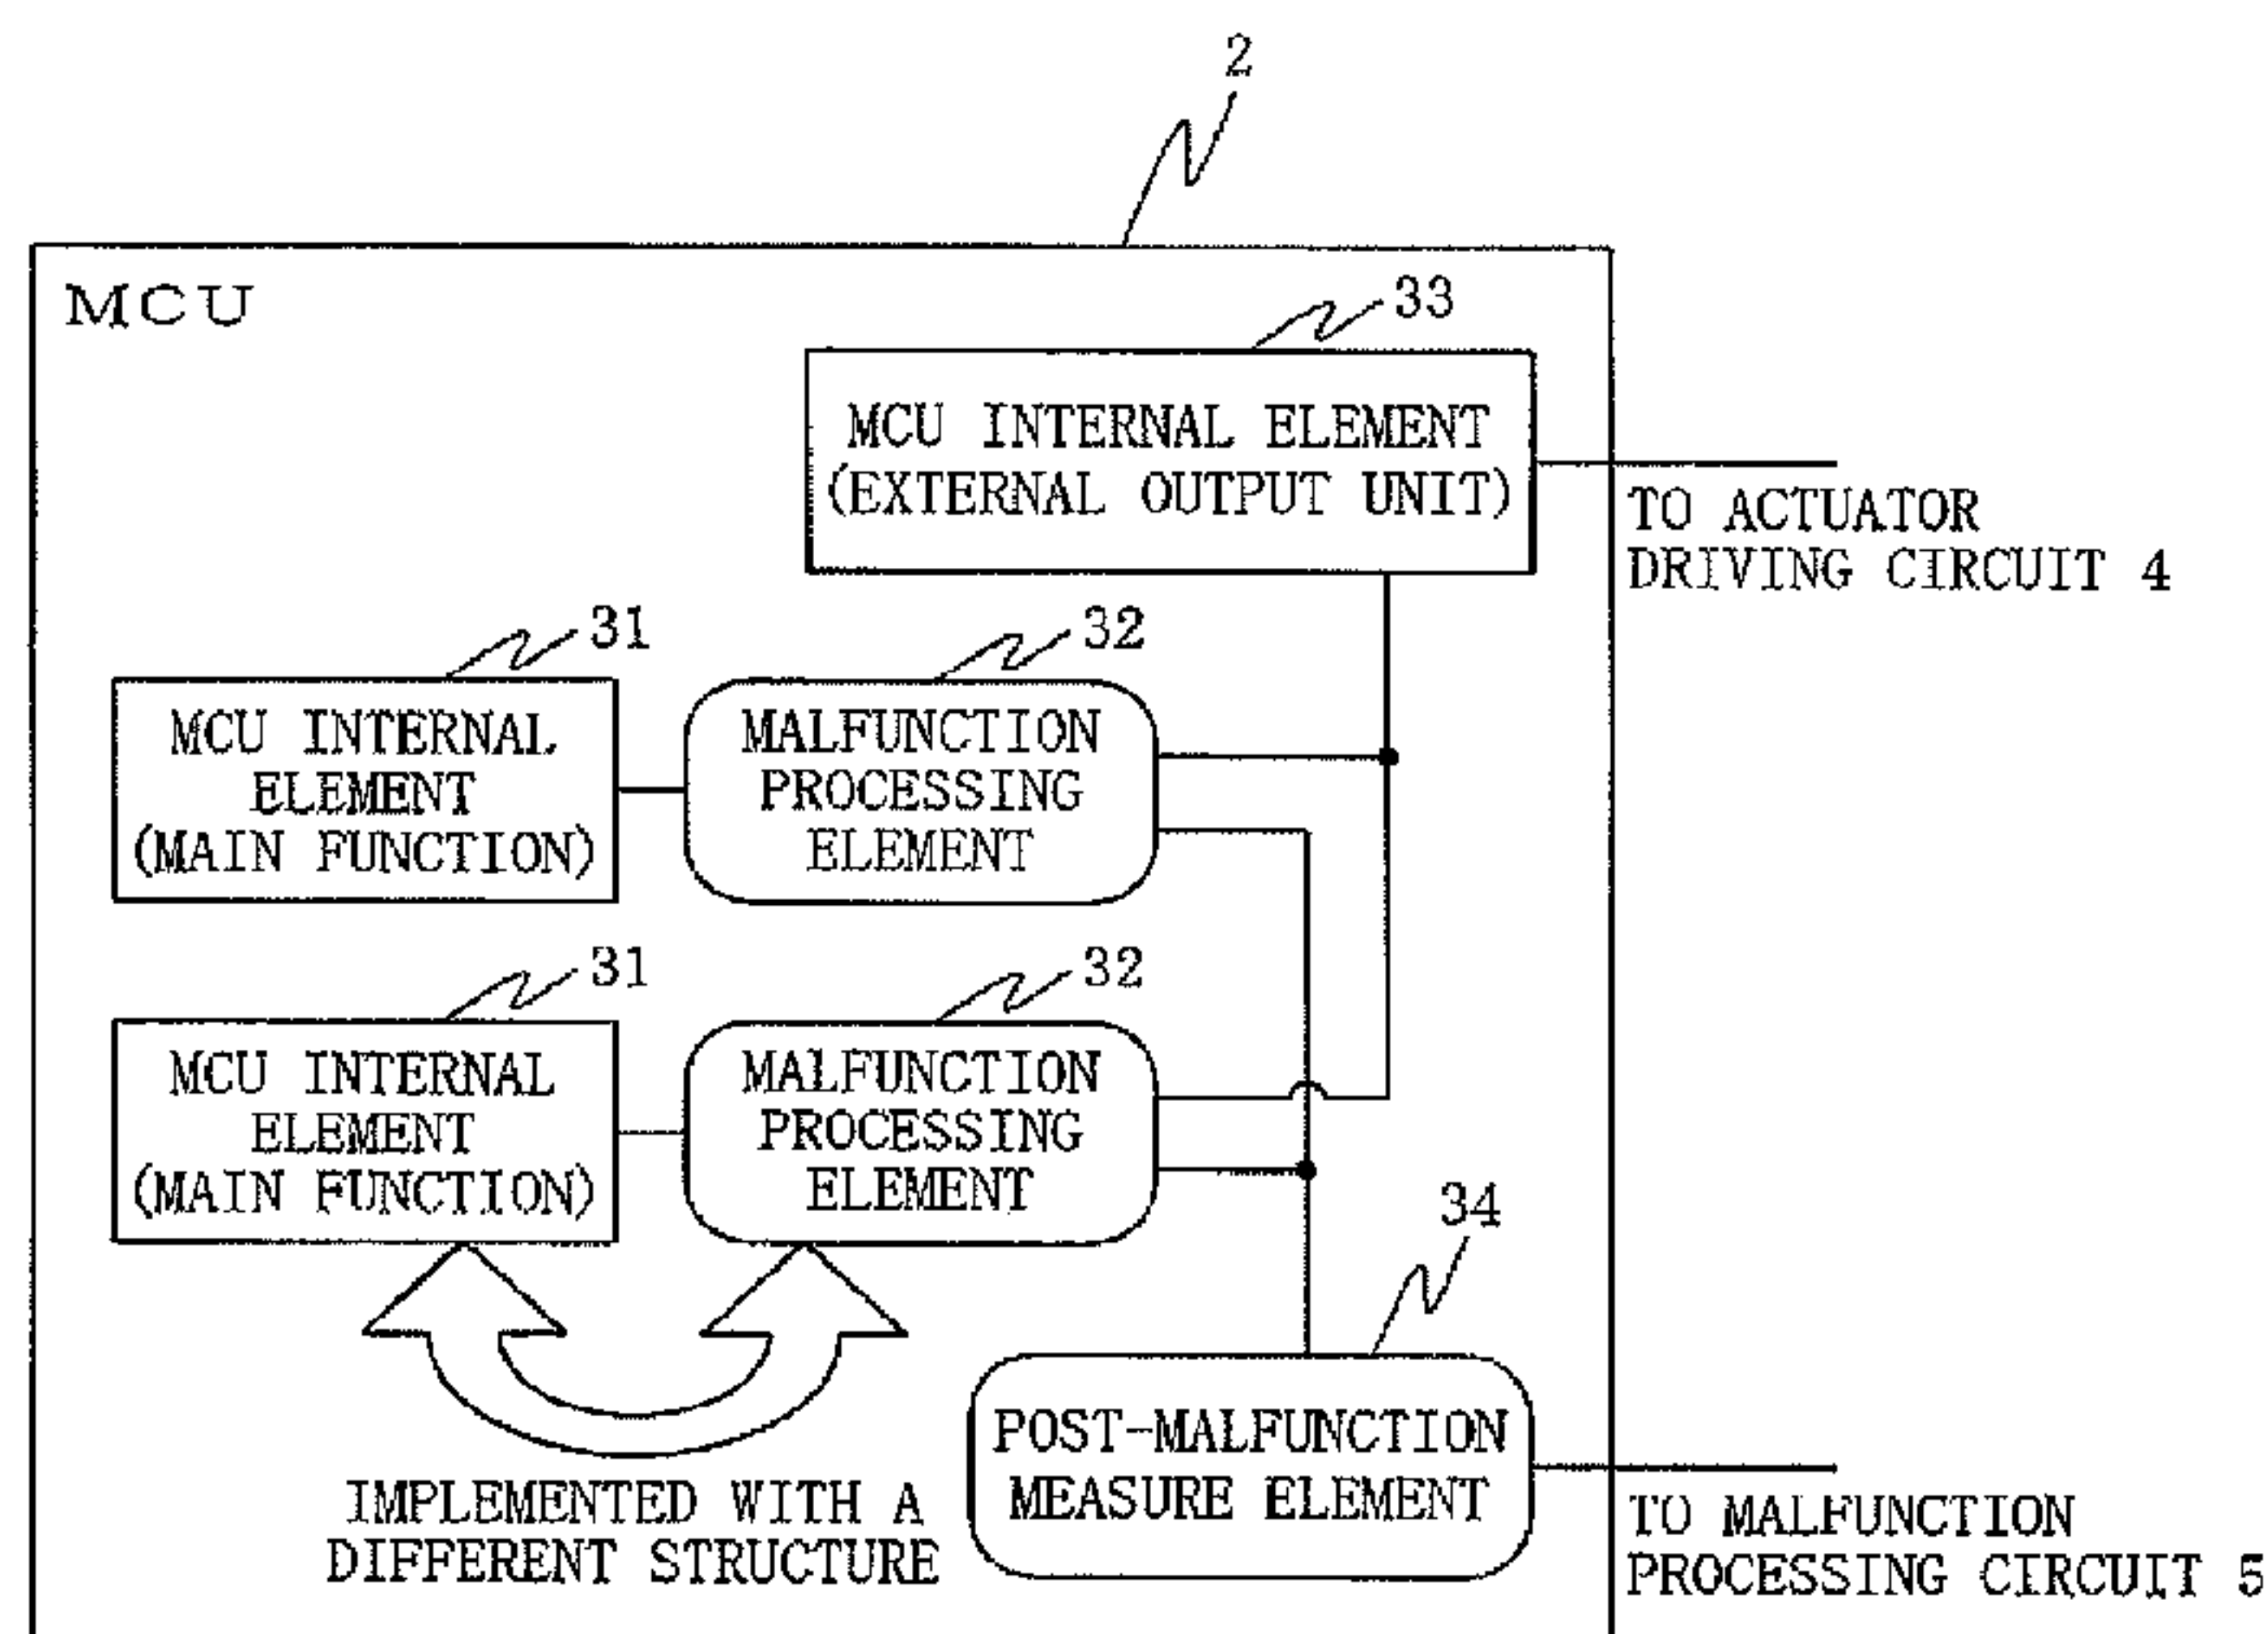 2
MCU
33
MCU INTERNAL ELEMENT
(EXTERNAL OUTPUT UNIT)
TO ACTUATOR
DRIVING CIRCUIT 4
31
32
MCU INTERNAL
ELEMENT
(MAIN FUNCTION)
MALFUNCTION
PROCESSING
ELEMENT
31
32
MCU INTERNAL
ELEMENT
(MAIN FUNCTION)
MALFUNCTION
PROCESSING
ELEMENT
34
POST-MALFUNCTION
MEASURE ELEMENT
IMPLEMENTED WITH A
DIFFERENT STRUCTURE
TO MALFUNCTION
PROCESSING CIRCUIT 5